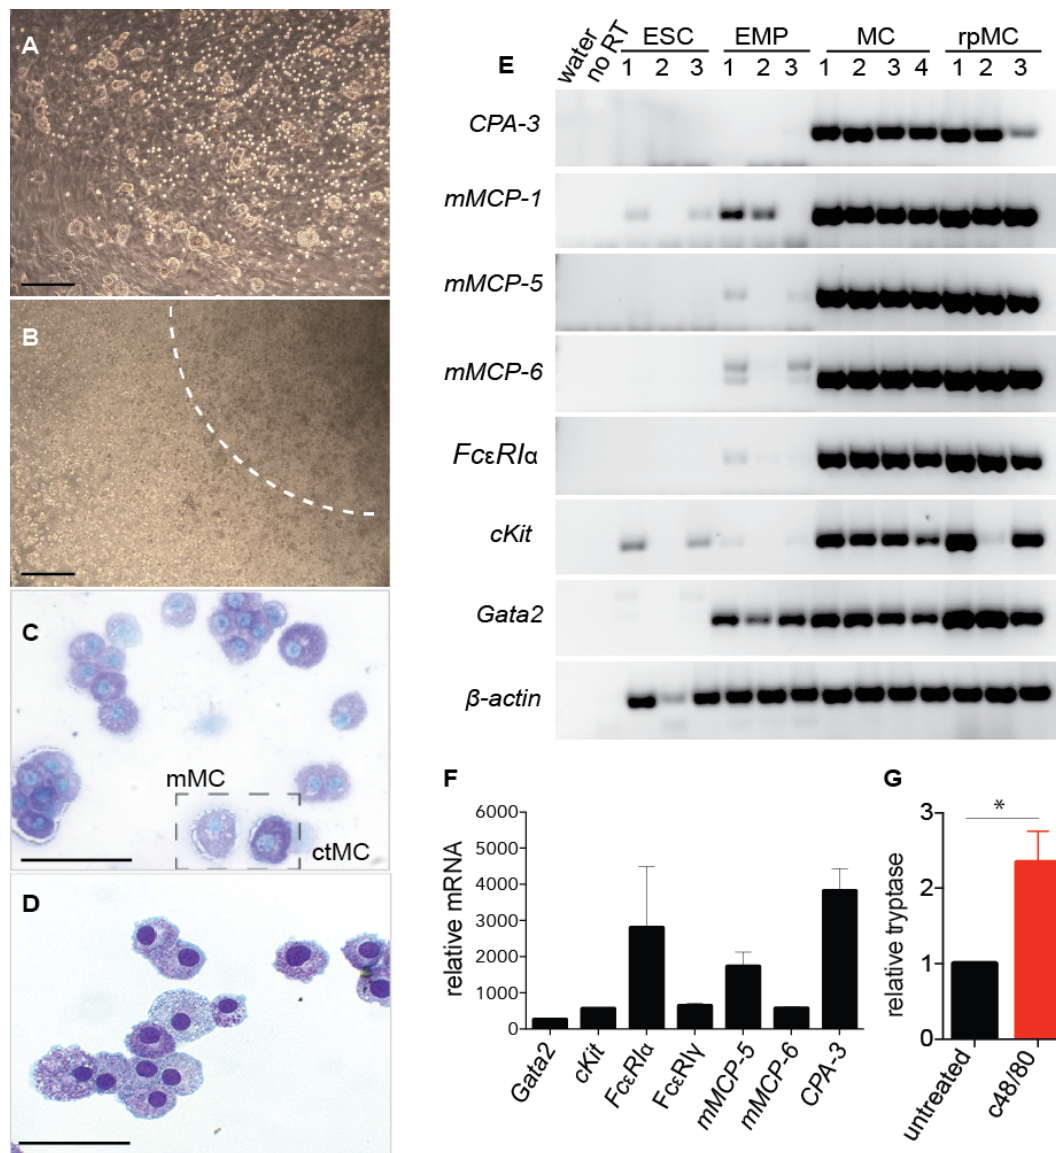 A
B
C
mMC
ctMC
D
E
water
no RT
ESC EMP MC rpMC
1 2 3 1 2 3 1 2 3 4 1 2 3
CPA-3
mMCP-1
mMCP-5
mMCP-6
FcεRIα
cKit
Gata2
β-actin
F
relative mRNA
6000
5000
4000
3000
2000
1000
0
Gata2
cKit
FcεRIα
FcεRIγ
mMCP-5
mMCP-6
CPA-3
G
relative tryptase
3
2
1
0
*
untreated
c48/80